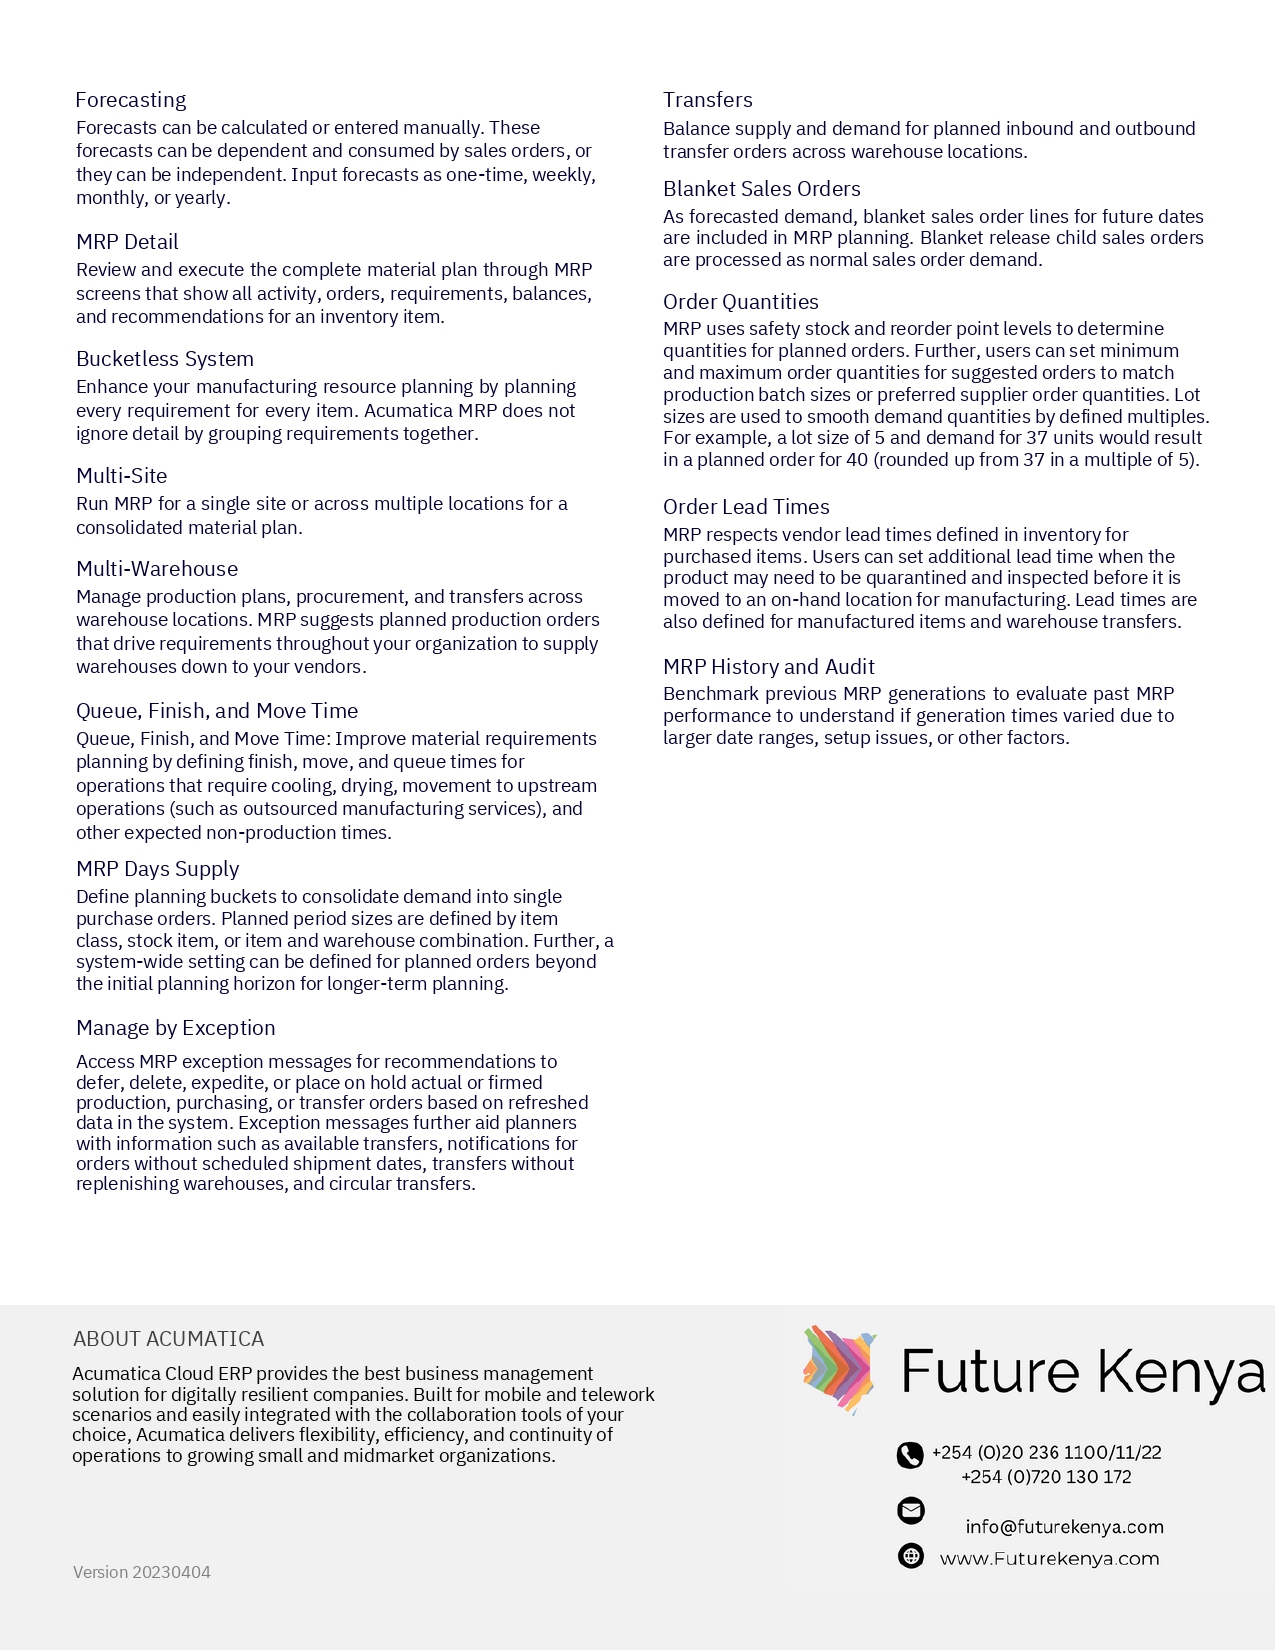 Forecasting
Forecasts can be calculated or entered manually. These
forecasts can be dependent and consumed by sales orders, or
they can be independent. Input forecasts as one-time, weekly,
monthly, or yearly.
MRP Detail
Review and execute the complete material plan through MRP
screens that show all activity, orders, requirements, balances,
and recommendations for an inventory item.
Bucketless System
Enhance your manufacturing resource planning by planning
every requirement for every item. Acumatica MRP does not
ignore detail by grouping requirements together.
Multi-Site
Run MRP for a single site or across multiple locations for a
consolidated material plan.
Multi-Warehouse
Manage production plans, procurement, and transfers across
warehouse locations. MRP suggests planned production orders
that drive requirements throughout your organization to supply
warehouses down to your vendors.
Queue, Finish, and Move Time
Queue, Finish, and Move Time: Improve material requirements
planning by defining finish, move, and queue times for
operations that require cooling, drying, movement to upstream
operations (such as outsourced manufacturing services), and
other expected non-production times.
MRP Days Supply
Define planning buckets to consolidate demand into single
purchase orders. Planned period sizes are defined by item
class, stock item, or item and warehouse combination. Further, a
system-wide setting can be defined for planned orders beyond
the initial planning horizon for longer-term planning.
Manage by Exception
Access MRP exception messages for recommendations to
defer, delete, expedite, or place on hold actual or firmed
production, purchasing, or transfer orders based on refreshed
data in the system. Exception messages further aid planners
with information such as available transfers, notifications for
orders without scheduled shipment dates, transfers without
replenishing warehouses, and circular transfers.
Transfers
Balance supply and demand for planned inbound and outbound
transfer orders across warehouse locations.
Blanket Sales Orders
As forecasted demand, blanket sales order lines for future dates
are included in MRP planning. Blanket release child sales orders
are processed as normal sales order demand.
Order Quantities
MRP uses safety stock and reorder point levels to determine
quantities for planned orders. Further, users can set minimum
and maximum order quantities for suggested orders to match
production batch sizes or preferred supplier order quantities. Lot
sizes are used to smooth demand quantities by defined multiples.
For example, a lot size of 5 and demand for 37 units would result
in a planned order for 40 (rounded up from 37 in a multiple of 5).
Order Lead Times
MRP respects vendor lead times defined in inventory for
purchased items. Users can set additional lead time when the
product may need to be quarantined and inspected before it is
moved to an on-hand location for manufacturing. Lead times are
also defined for manufactured items and warehouse transfers.
MRP History and Audit
Benchmark previous MRP generations to evaluate past MRP
performance to understand if generation times varied due to
larger date ranges, setup issues, or other factors.
ABOUT ACUMATICA
Acumatica Cloud ERP provides the best business management
solution for digitally resilient companies. Built for mobile and telework
scenarios and easily integrated with the collaboration tools of your
choice, Acumatica delivers flexibility, efficiency, and continuity of
operations to growing small and midmarket organizations.
Version 20230404
Future Kenya
+254 (0)20 236 1100/11/22
+254 (0)720 130 172
info@futurekenya.com
www.Futurekenya.com